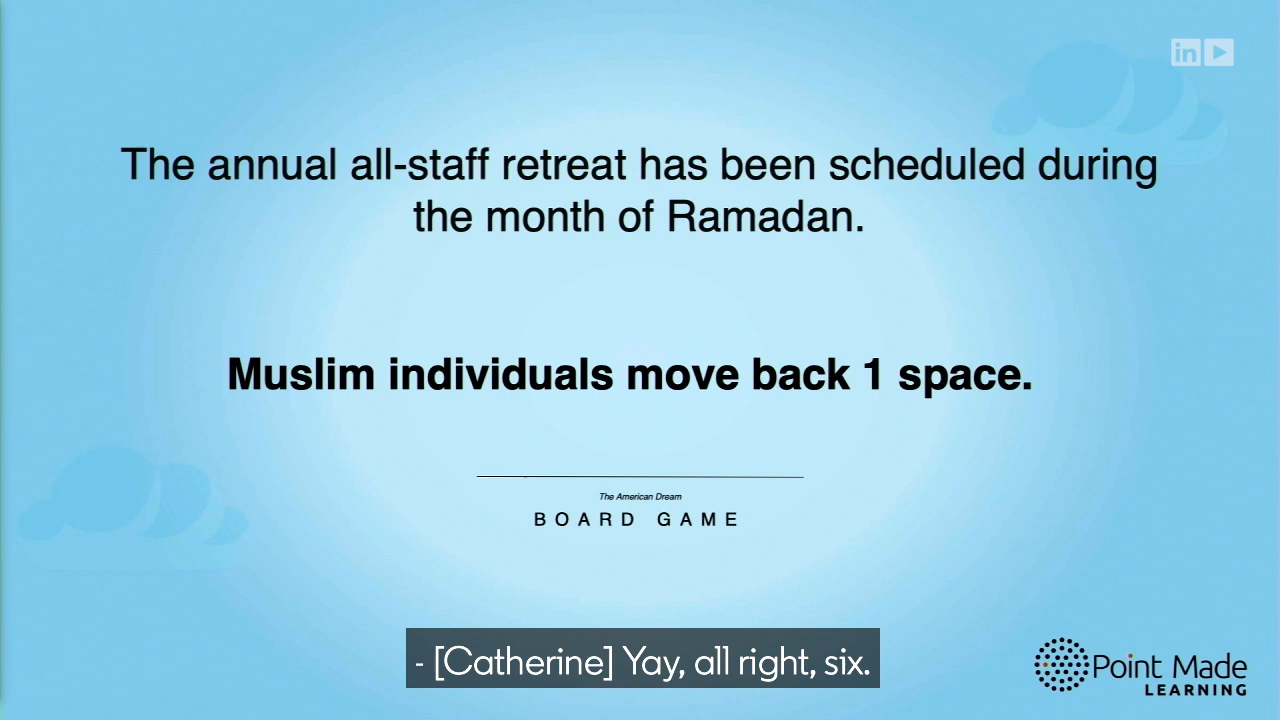 in
The annual all-staff retreat has been scheduled during
the month of Ramadan.
Muslim individuals move back 1 space.
The American Dream
BOARD GAME
- [Catherine] Yay, all right, six.
Point Made
LEARNING